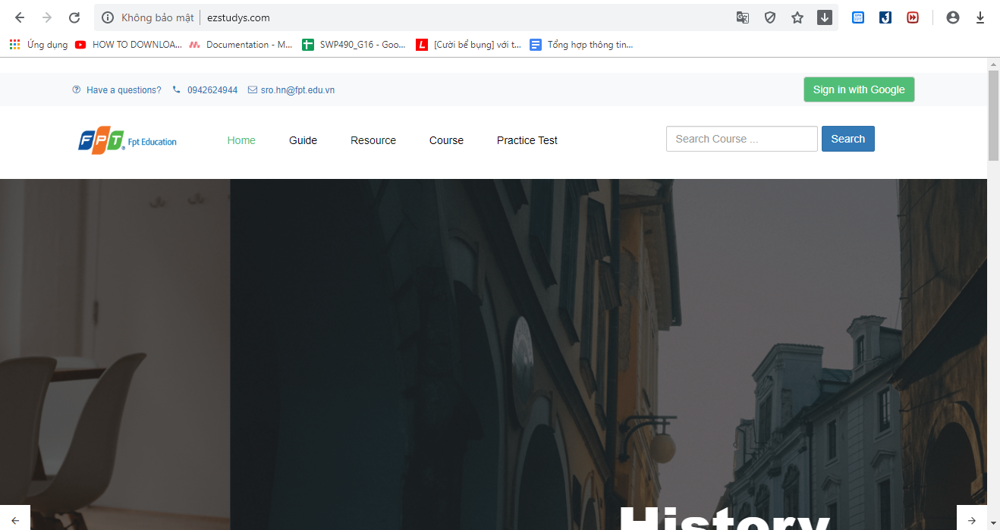 Không bảo mật ezstudys.com
Ứng dụng HOW TO DOWNLOA... Documentation - M... SWP490_G16 - Goo... [Cười bể bụng] với t... Tổng hợp thông tin...
Have a questions? 0942624944 sro.hn@fpt.edu.vn Sign in with Google
FPT Fpt Education Home Guide Resource Course Practice Test Search Course ... Search
History